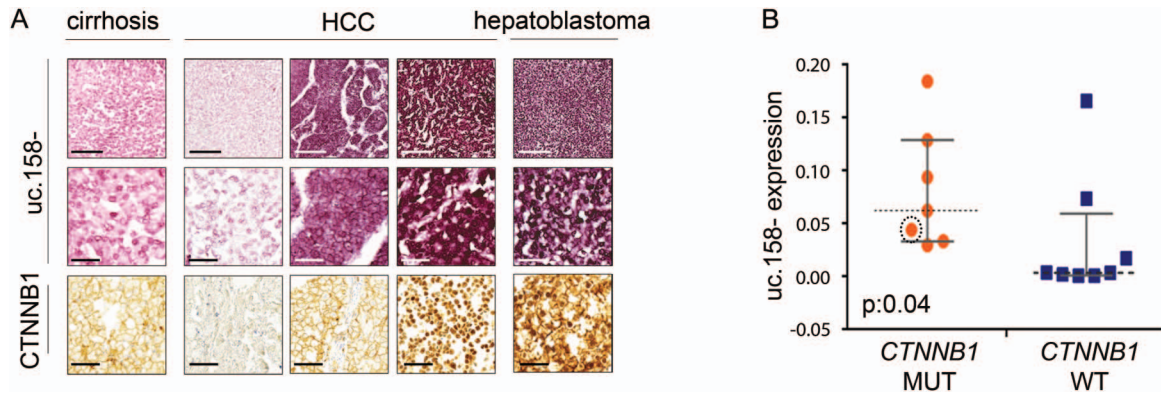 A
cirrhosis
HCC
hepatoblastoma
uc.158-
CTNNB1
B
uc.158- expression
0.20
0.15
0.10
0.05
0.00
-0.05
p:0.04
CTNNB1
MUT
CTNNB1
WT